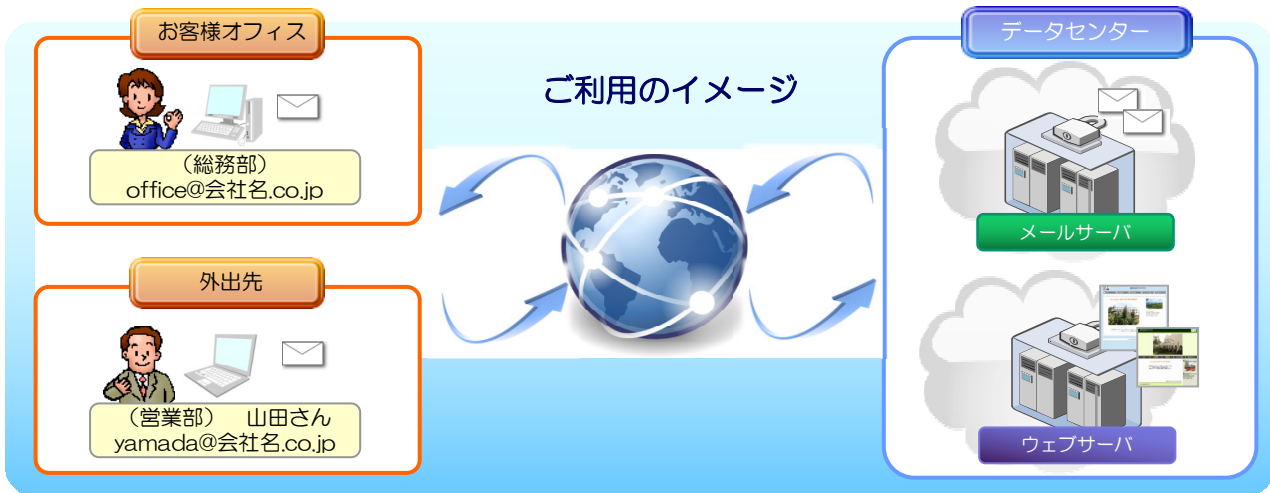 お客様オフィス
(総務部)
office@会社名.co.jp
外出先
(営業部) 山田さん
yamada@会社名.co.jp
ご利用のイメージ
データセンター
メールサーバ
ウェブサーバ